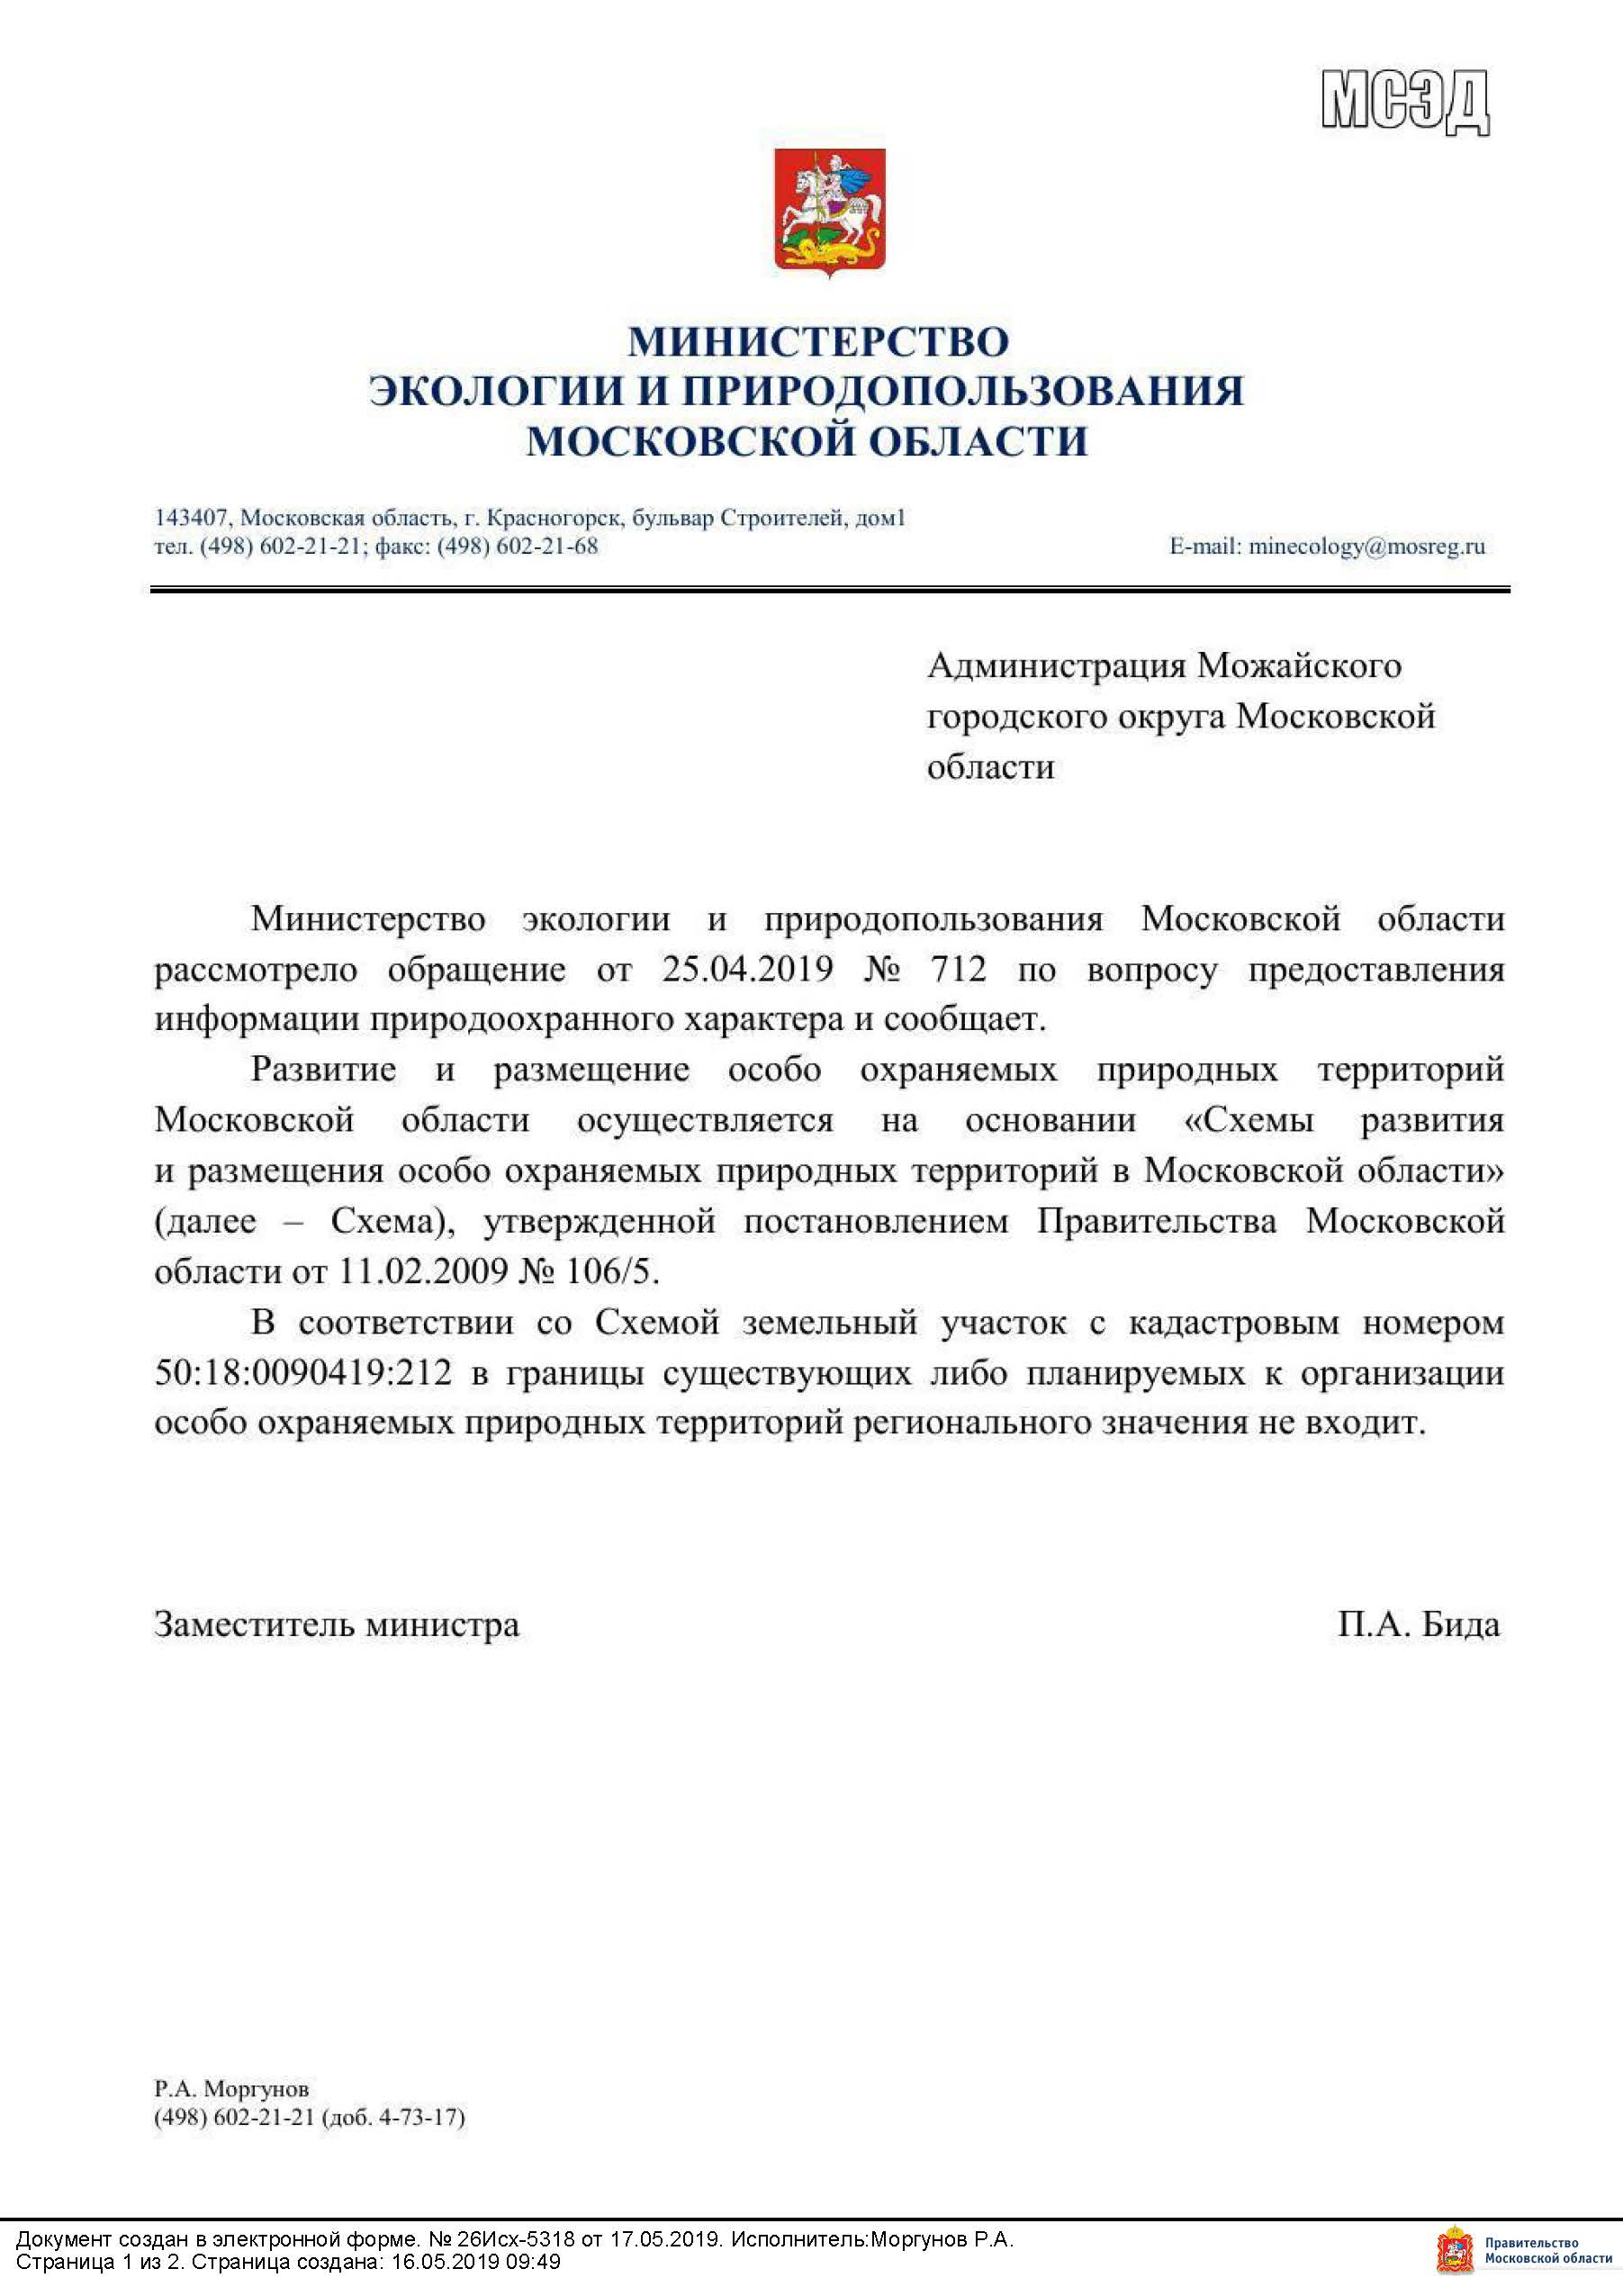 МСЭД
МИНИСТЕРСТВО
ЭКОЛОГИИ И ПРИРОДОПОЛЬЗОВАНИЯ
МОСКОВСКОЙ ОБЛАСТИ
143407, Московская область, г. Красногорск, бульвар Строителей, дом1
тел. (498) 602-21-21; факс: (498) 602-21-68
E-mail: minecology@mosreg.ru
Администрация Можайского
городского округа Московской
области
Министерство экологии и природопользования Московской области
рассмотрело обращение от 25.04.2019 № 712 по вопросу предоставления
информации природоохранного характера и сообщает.
Развитие и размещение особо охраняемых природных территорий
Московской области осуществляется на основании «Схемы развития
и размещения особо охраняемых природных территорий в Московской области»
(далее – Схема), утвержденной постановлением Правительства Московской
области от 11.02.2009 № 106/5.
В соответствии со Схемой земельный участок с кадастровым номером
50:18:0090419:212 в границы существующих либо планируемых к организации
особо охраняемых природных территорий регионального значения не входит.
Заместитель министра
П.А. Бида
Р.А. Моргунов
(498) 602-21-21 (доб. 4-73-17)
Документ создан в электронной форме. № 26Исх-5318 от 17.05.2019. Исполнитель:Моргунов Р.А.
Страница 1 из 2. Страница создана: 16.05.2019 09:49
Правительство
Московской области